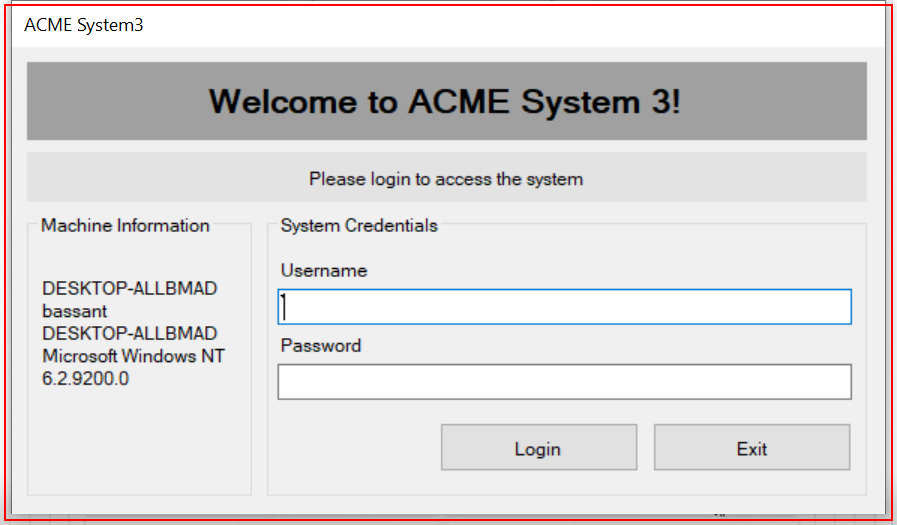 ACME System3
Welcome to ACME System 3!
Please login to access the system
Machine Information
DESKTOP-ALLBMAD
bassant
DESKTOP-ALLBMAD
Microsoft Windows NT
6.2.9200.0
System Credentials
Username
Password
Login
Exit